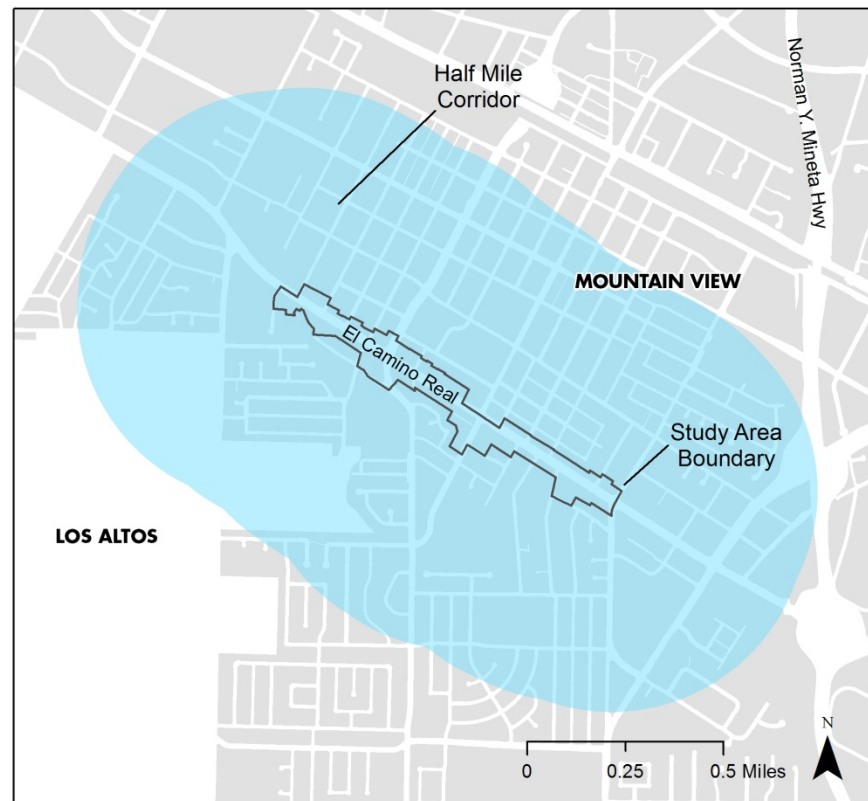 Half Mile
Corridor
Norman Y. Mineta Hwy
MOUNTAIN VIEW
El Camino Real
Study Area
Boundary
LOS ALTOS
N
0 0.25 0.5 Miles